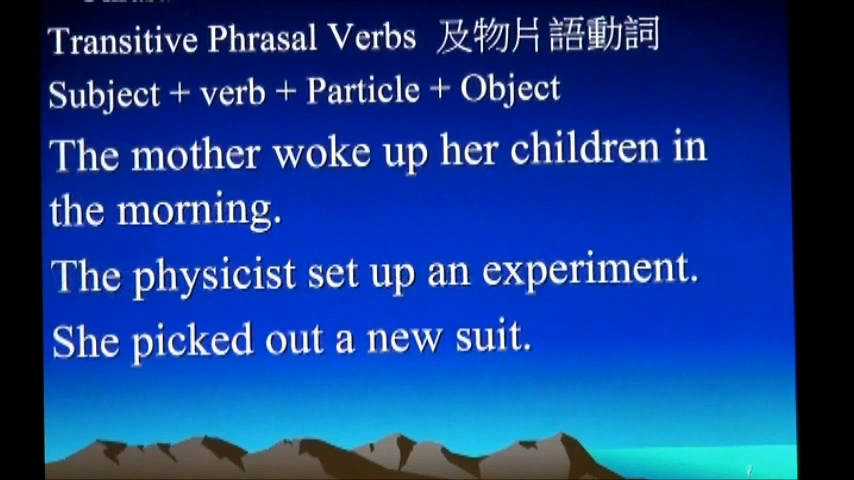 Transitive Phrasal Verbs 及物片語動詞
Subject + verb + Particle + Object
The mother woke up her children in
the morning.
The physicist set up an experiment.
She picked out a new suit.